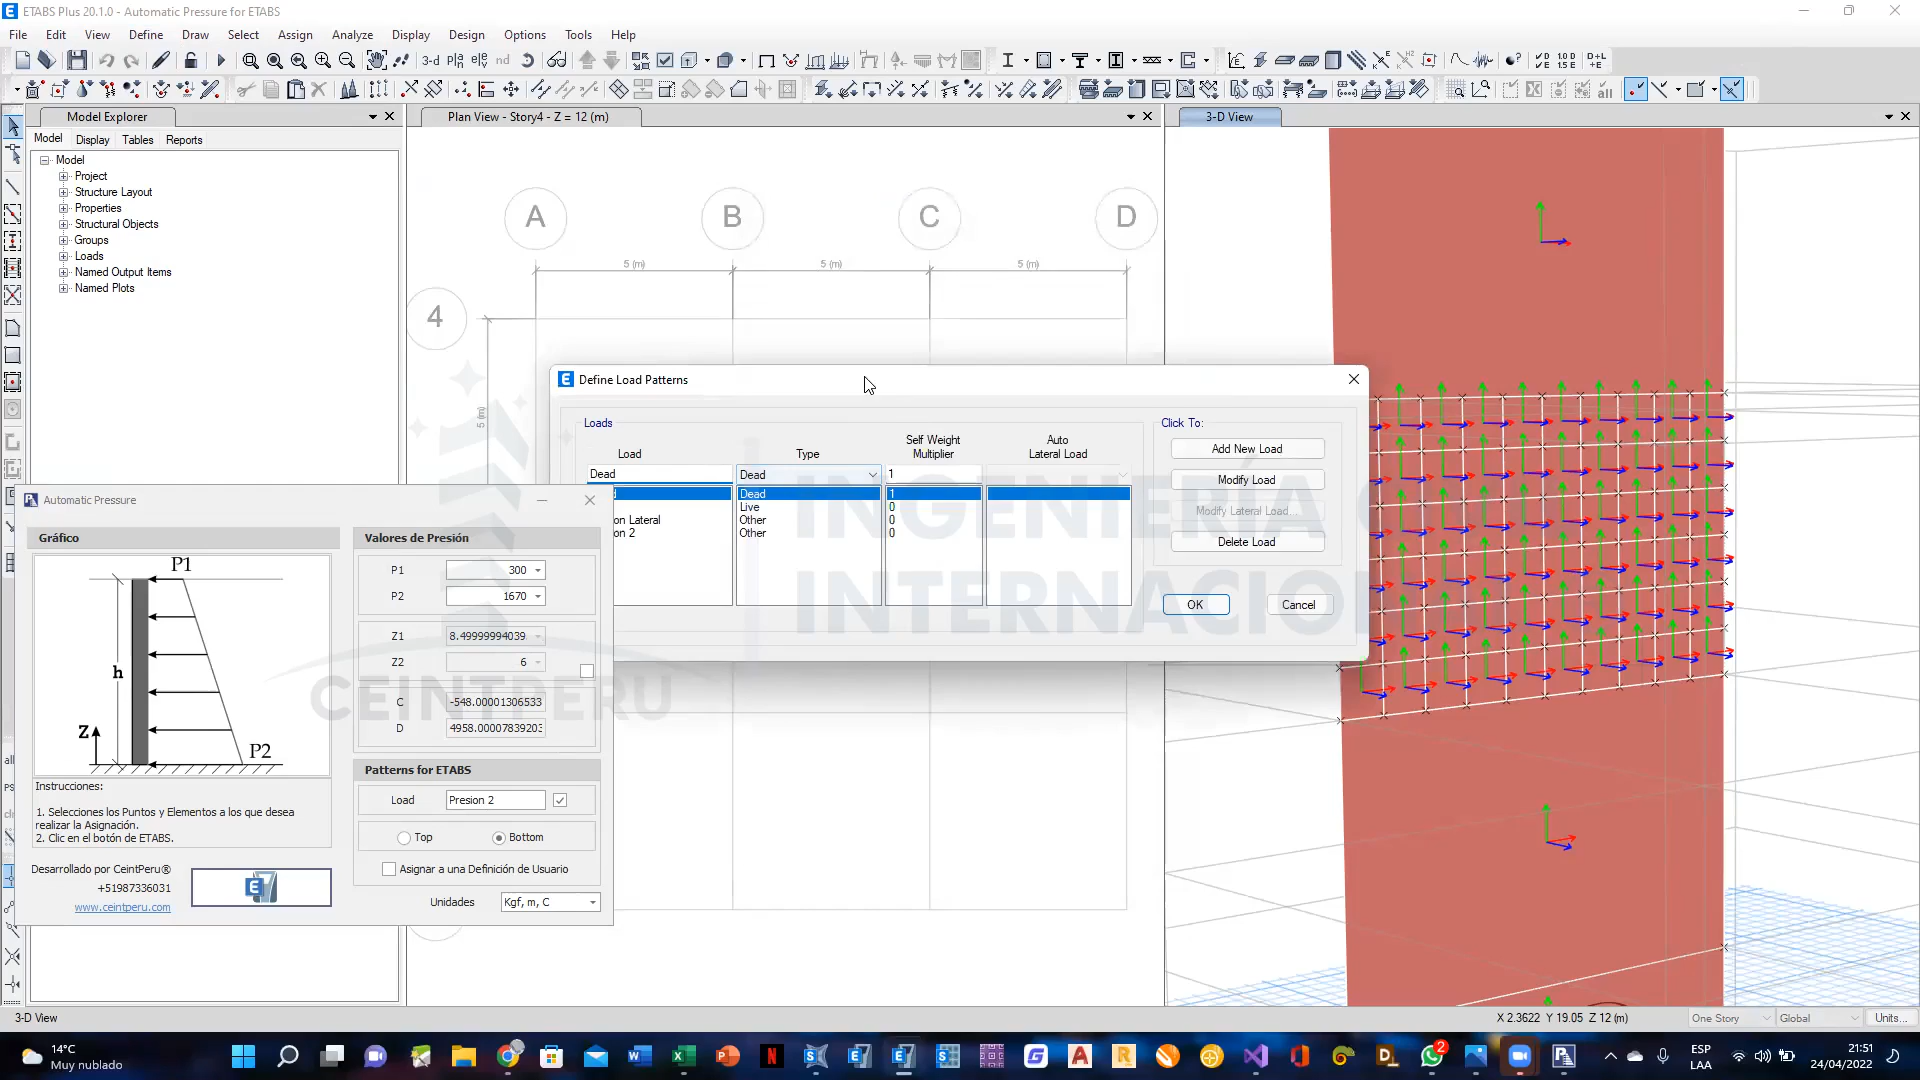 ETABS Plus 20.1.0 - Automatic Pressure for ETABS
File Edit View Define Draw Select Assign Analyze Display Design Options Tools Help
Model Explorer
Model Display Tables Reports
Model
Project
Structure Layout
Properties
Structural Objects
Groups
Loads
Named Output Items
Named Plots
Plan View - Story4 - Z = 12 (m)
A B C D
5 (m) 5 (m) 5 (m)
4
5 (m)
3-D View
Define Load Patterns
Loads
Load Type Self Weight Multiplier Auto Lateral Load
Dead Dead 1
Dead 1
Live 0
on Lateral Other 0
on 2 Other 0
Click To:
Add New Load
Modify Load
Modify Lateral Load...
Delete Load
OK Cancel
Automatic Pressure
Gráfico
P1
h
Z
P2
Instrucciones:
1. Selecciones los Puntos y Elementos a los que desea
realizar la Asignación.
2. Clic en el botón de ETABS.
Desarrollado por CeintPeru®
+51987336031
www.ceintperu.com
Valores de Presión
P1 300
P2 1670
Z1 8.49999994039
Z2 6
C -548.00001306533
D 4958.00007839203
Patterns for ETABS
Load Presion 2
Top Bottom
Asignar a una Definición de Usuario
Unidades Kgf, m, C
INGENIERÍA
INTERNACIO
CEINTPERU
3-D View
X 2.3622 Y 19.05 Z 12 (m)
One Story Global Units...
14°C
Muy nublado
2
ESP
LAA
21:51
24/04/2022